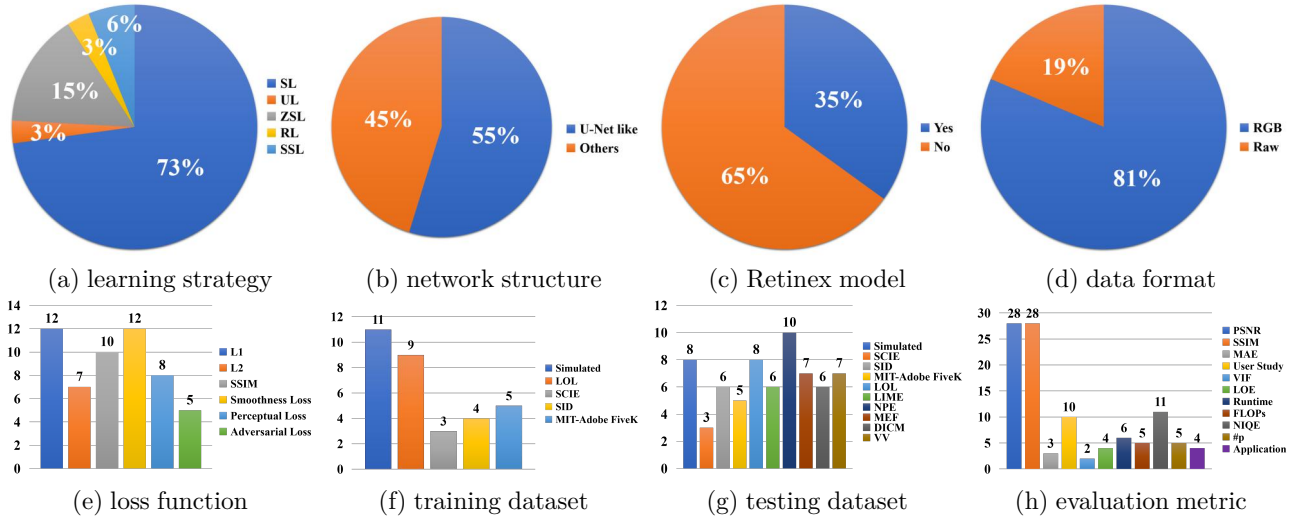 6%
3%
15%
3%
73%
SL
UL
ZSL
RL
SSL
(a) learning strategy
45%
55%
U-Net like
Others
(b) network structure
35%
65%
Yes
No
(c) Retinex model
19%
81%
RGB
Raw
(d) data format
14
12
10
8
6
4
2
0
12
7
10
12
8
5
L1
L2
SSIM
Smoothness Loss
Perceptual Loss
Adversarial Loss
(e) loss function
12
10
8
6
4
2
0
11
9
3
4
5
Simulated
LOL
SCIE
SID
MIT-Adobe FiveK
(f) training dataset
12
10
8
6
4
2
0
8
3
6
5
8
6
10
7
6
7
Simulated
SCIE
SID
MIT-Adobe FiveK
LOL
LIME
NPE
MEF
DICM
VV
(g) testing dataset
30
25
20
15
10
5
0
28
28
3
10
2
4
6
5
11
5
4
PSNR
SSIM
MAE
User Study
VIF
LOE
Runtime
FLOPs
NIQE
#p
Application
(h) evaluation metric